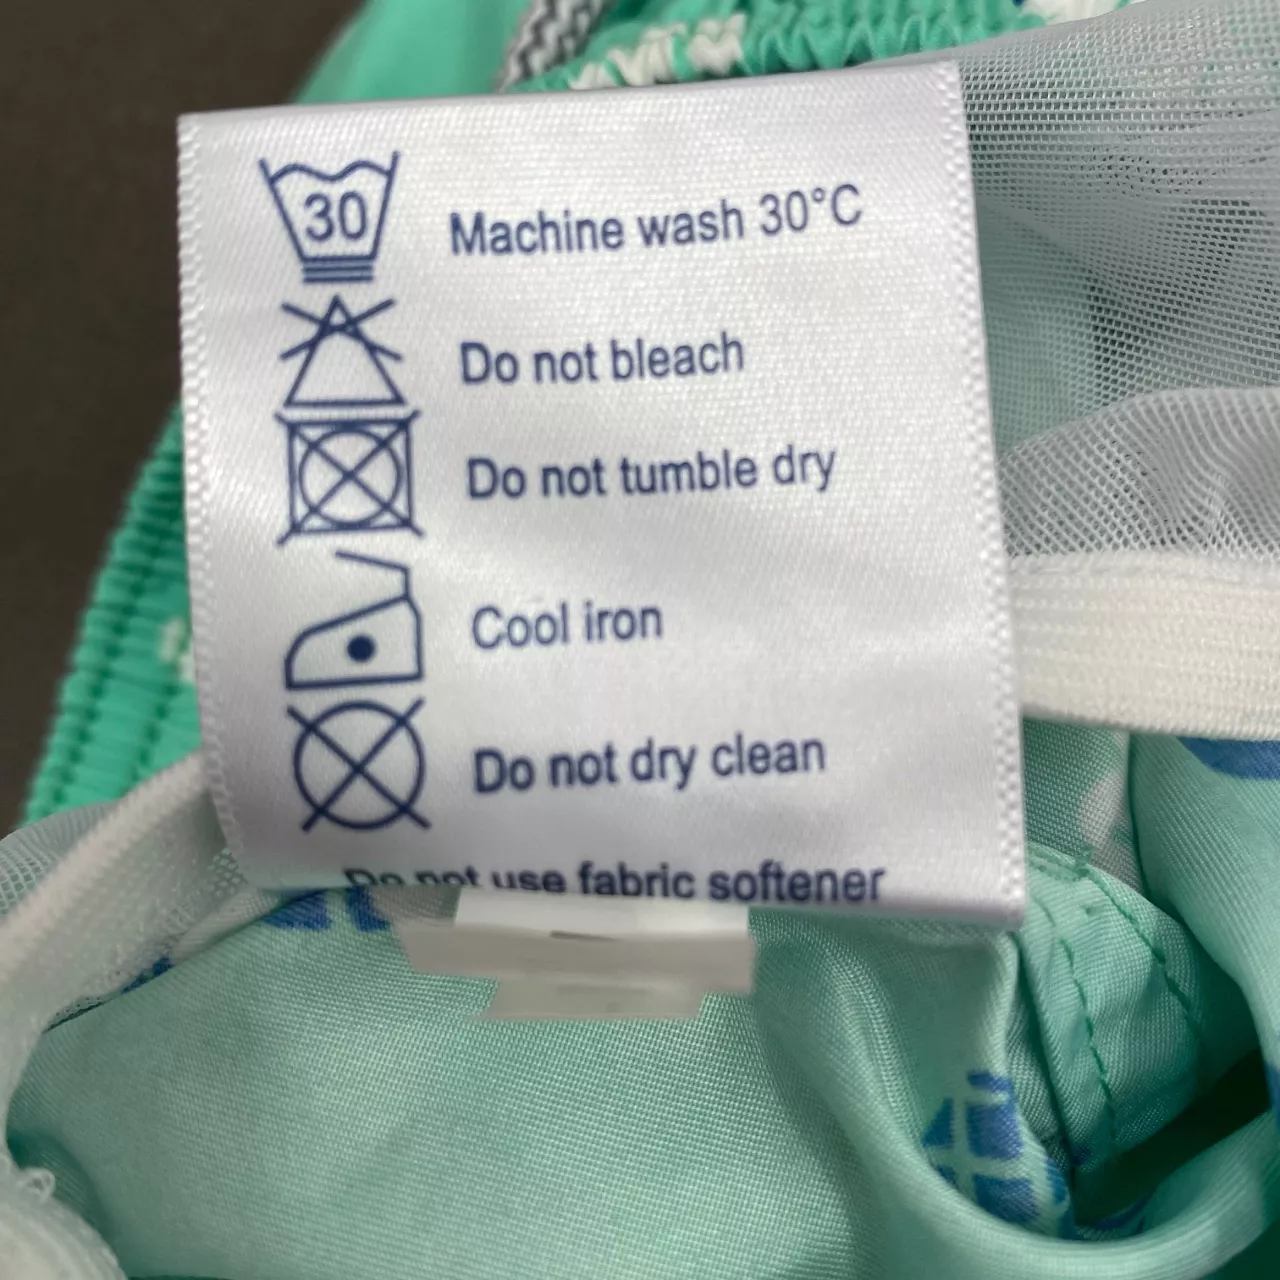 30 Machine wash 30°C
Do not bleach
Do not tumble dry
Cool iron
Do not dry clean
Do not use fabric softener